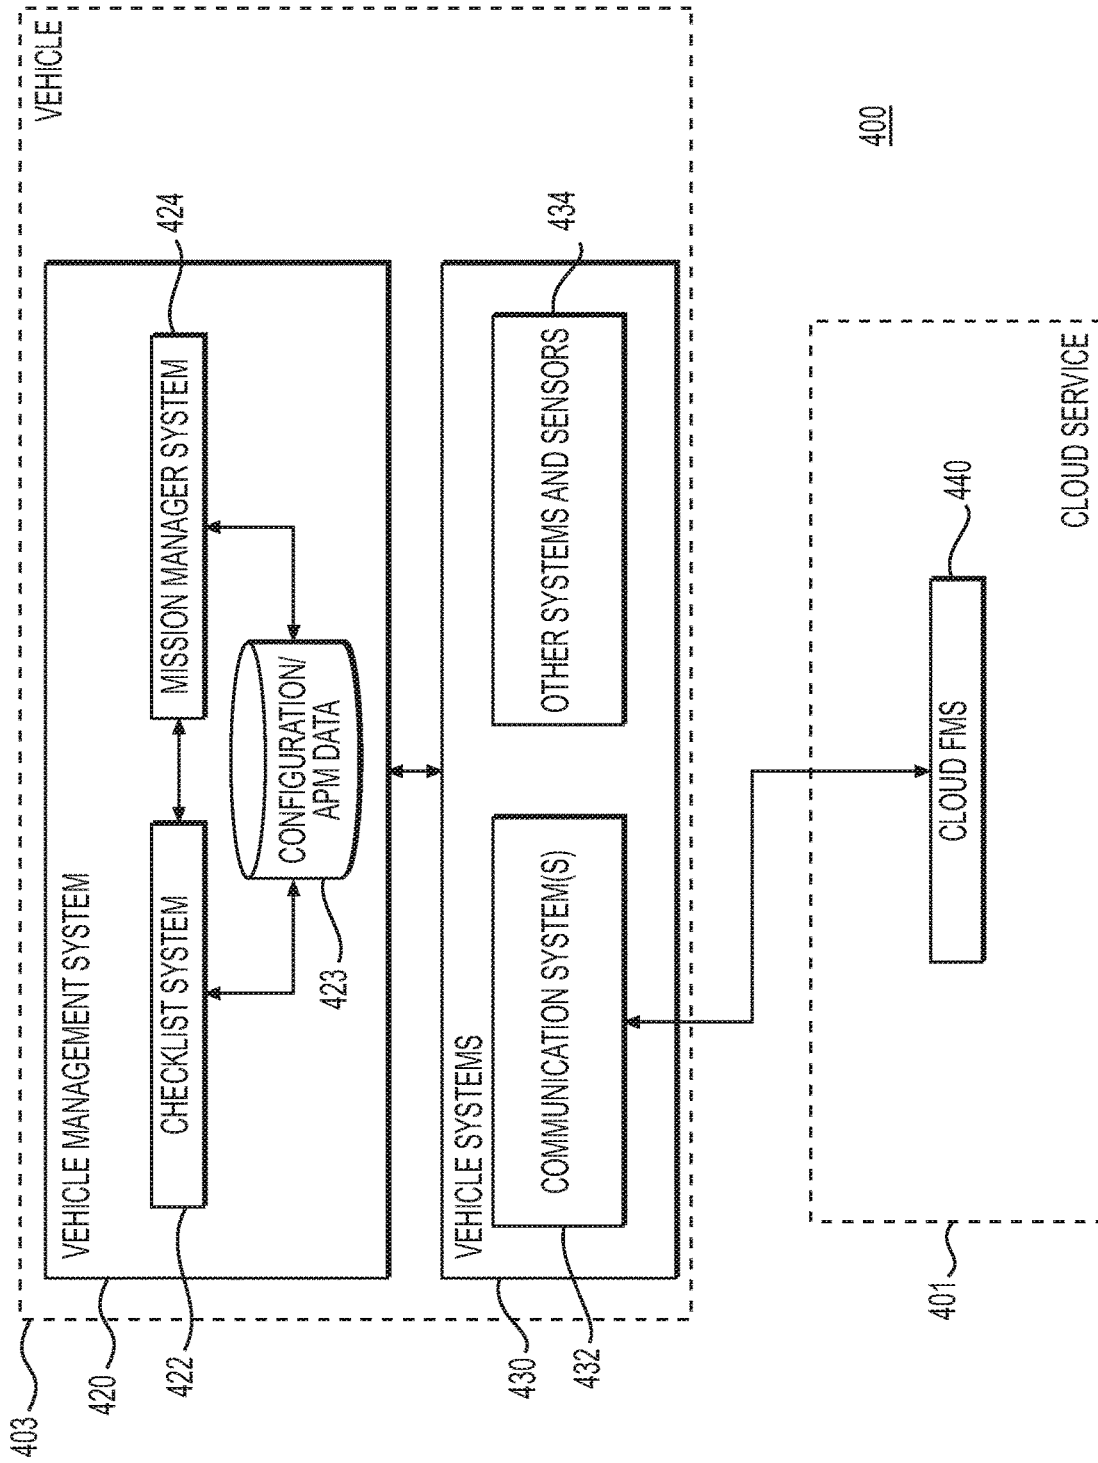 403
VEHICLE
420
VEHICLE MANAGEMENT SYSTEM
422
CHECKLIST SYSTEM
MISSION MANAGER SYSTEM
424
423
CONFIGURATION/
APM DATA
430
VEHICLE SYSTEMS
432
COMMUNICATION SYSTEM(S)
OTHER SYSTEMS AND SENSORS
434
400
401
CLOUD FMS
440
CLOUD SERVICE